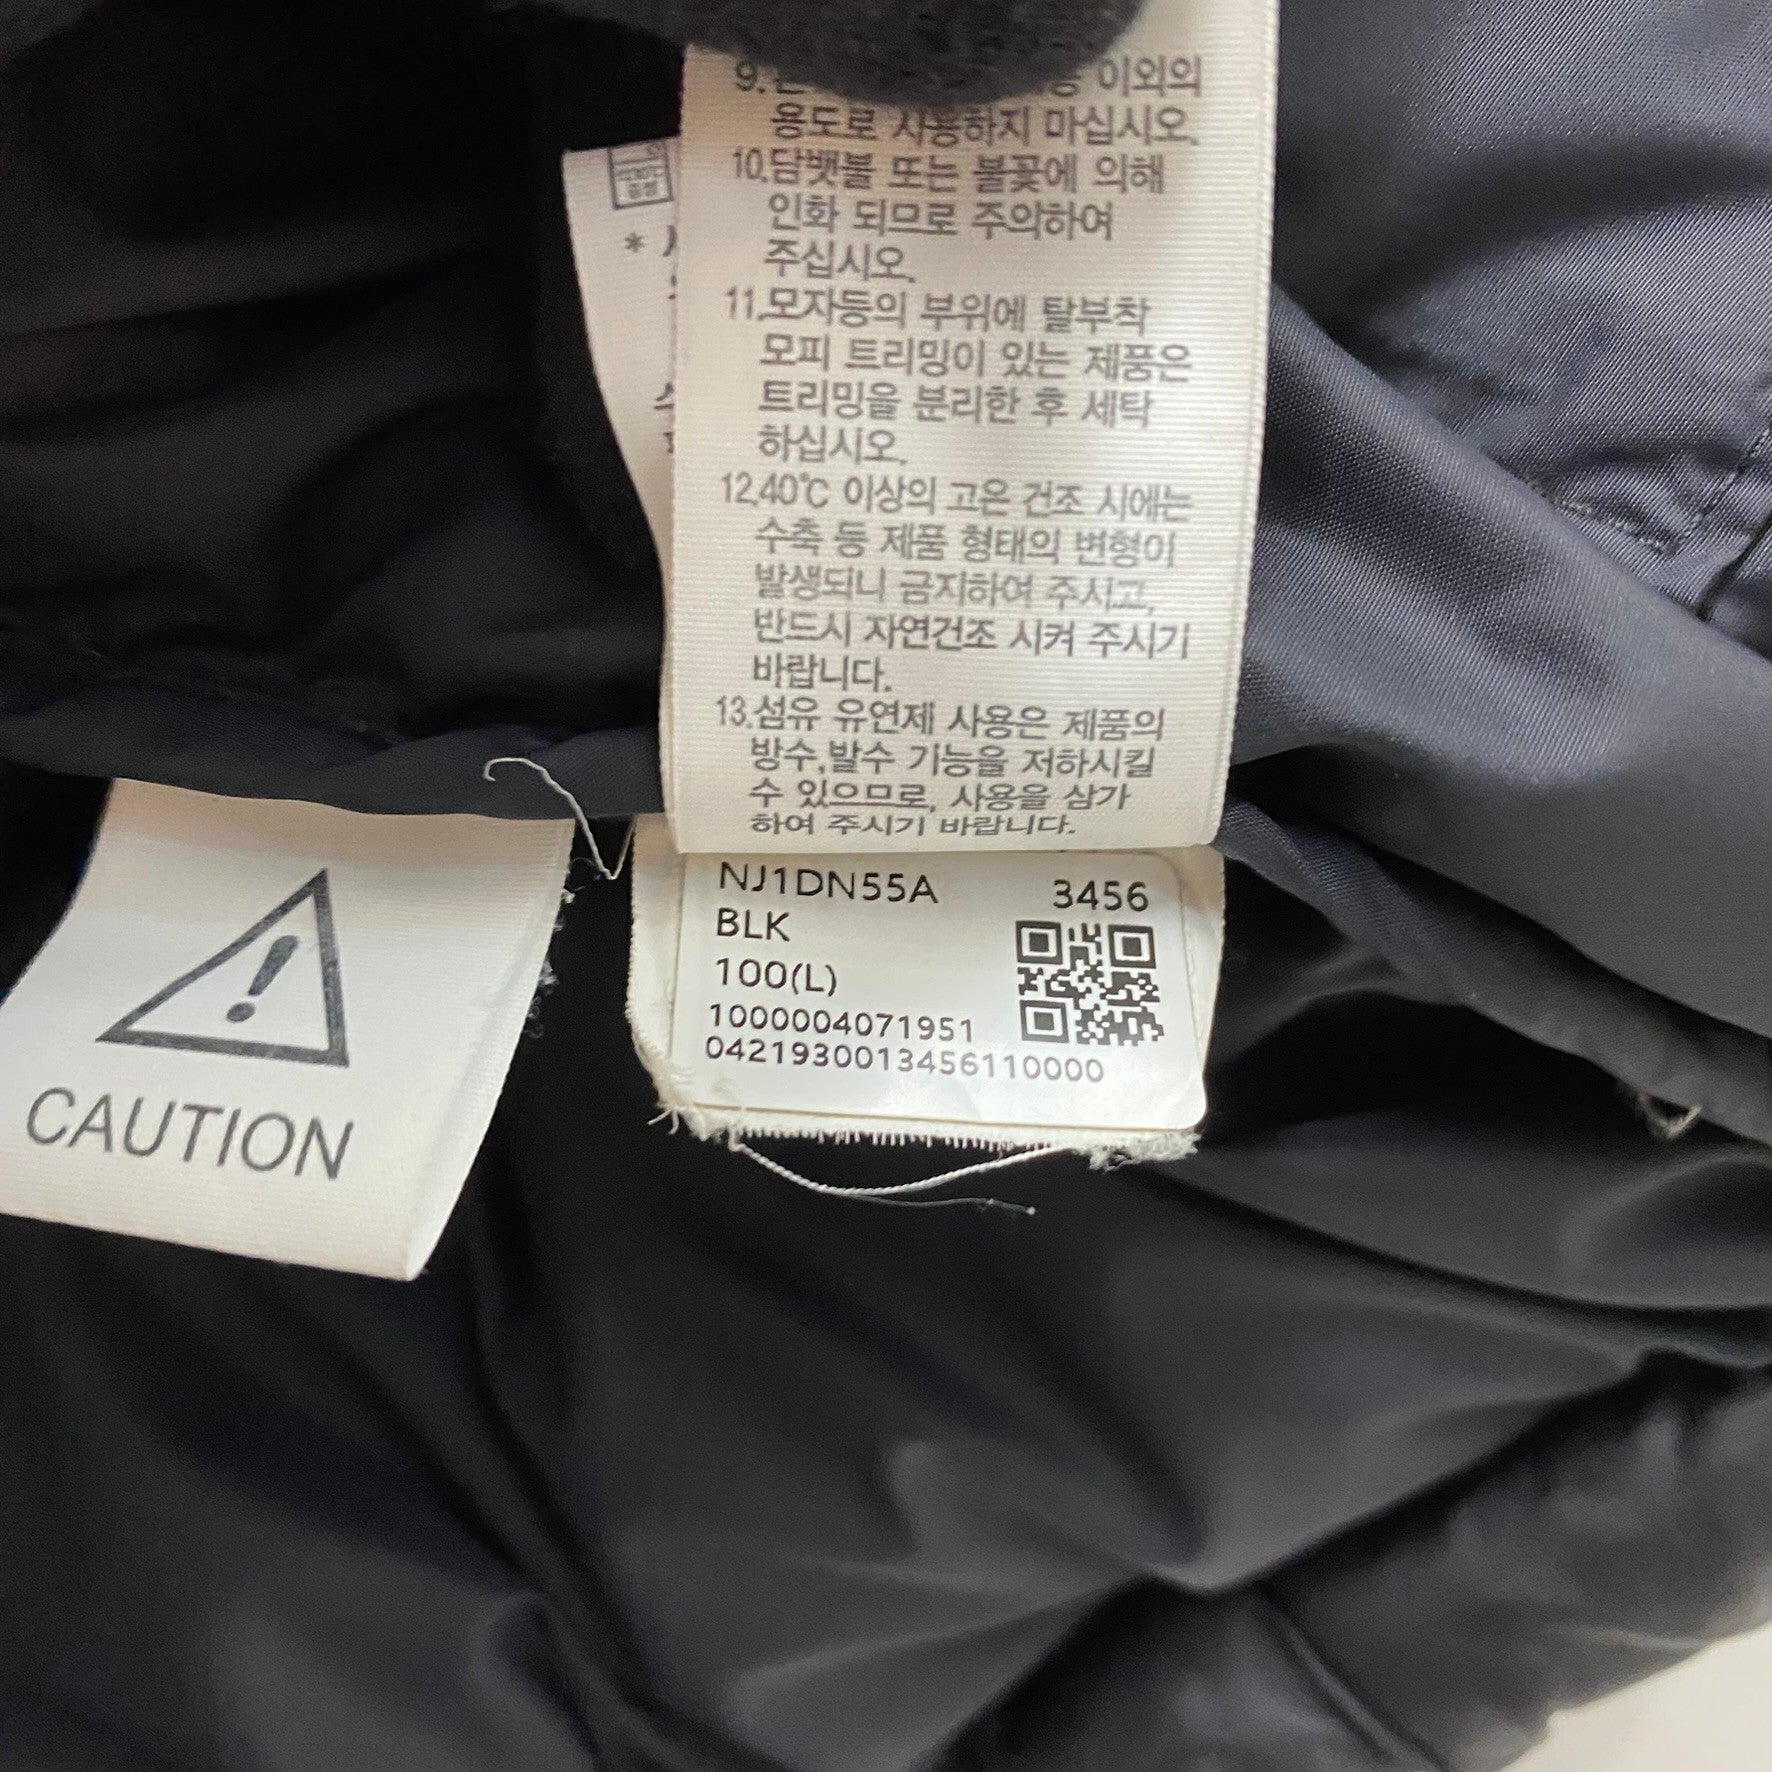 9. 이외의
용도로 사용하지 마십시오.
10.담뱃불 또는 불꽃에 의해
인화 되므로 주의하여
주십시오.
11.모자등의 부위에 탈부착
모피 트리밍이 있는 제품은
트리밍을 분리한 후 세탁
하십시오.
12.40℃ 이상의 고온 건조 시에는
수축 등 제품 형태의 변형이
발생되니 금지하여 주시고,
반드시 자연건조 시켜 주시기
바랍니다.
13.섬유 유연제 사용은 제품의
방수,발수 기능을 저하시킬
수 있으므로, 사용을 삼가
하여 주시기 바랍니다.
NJ1DN55A 3456
BLK
100(L)
1000004071951
0421930013456110000
CAUTION